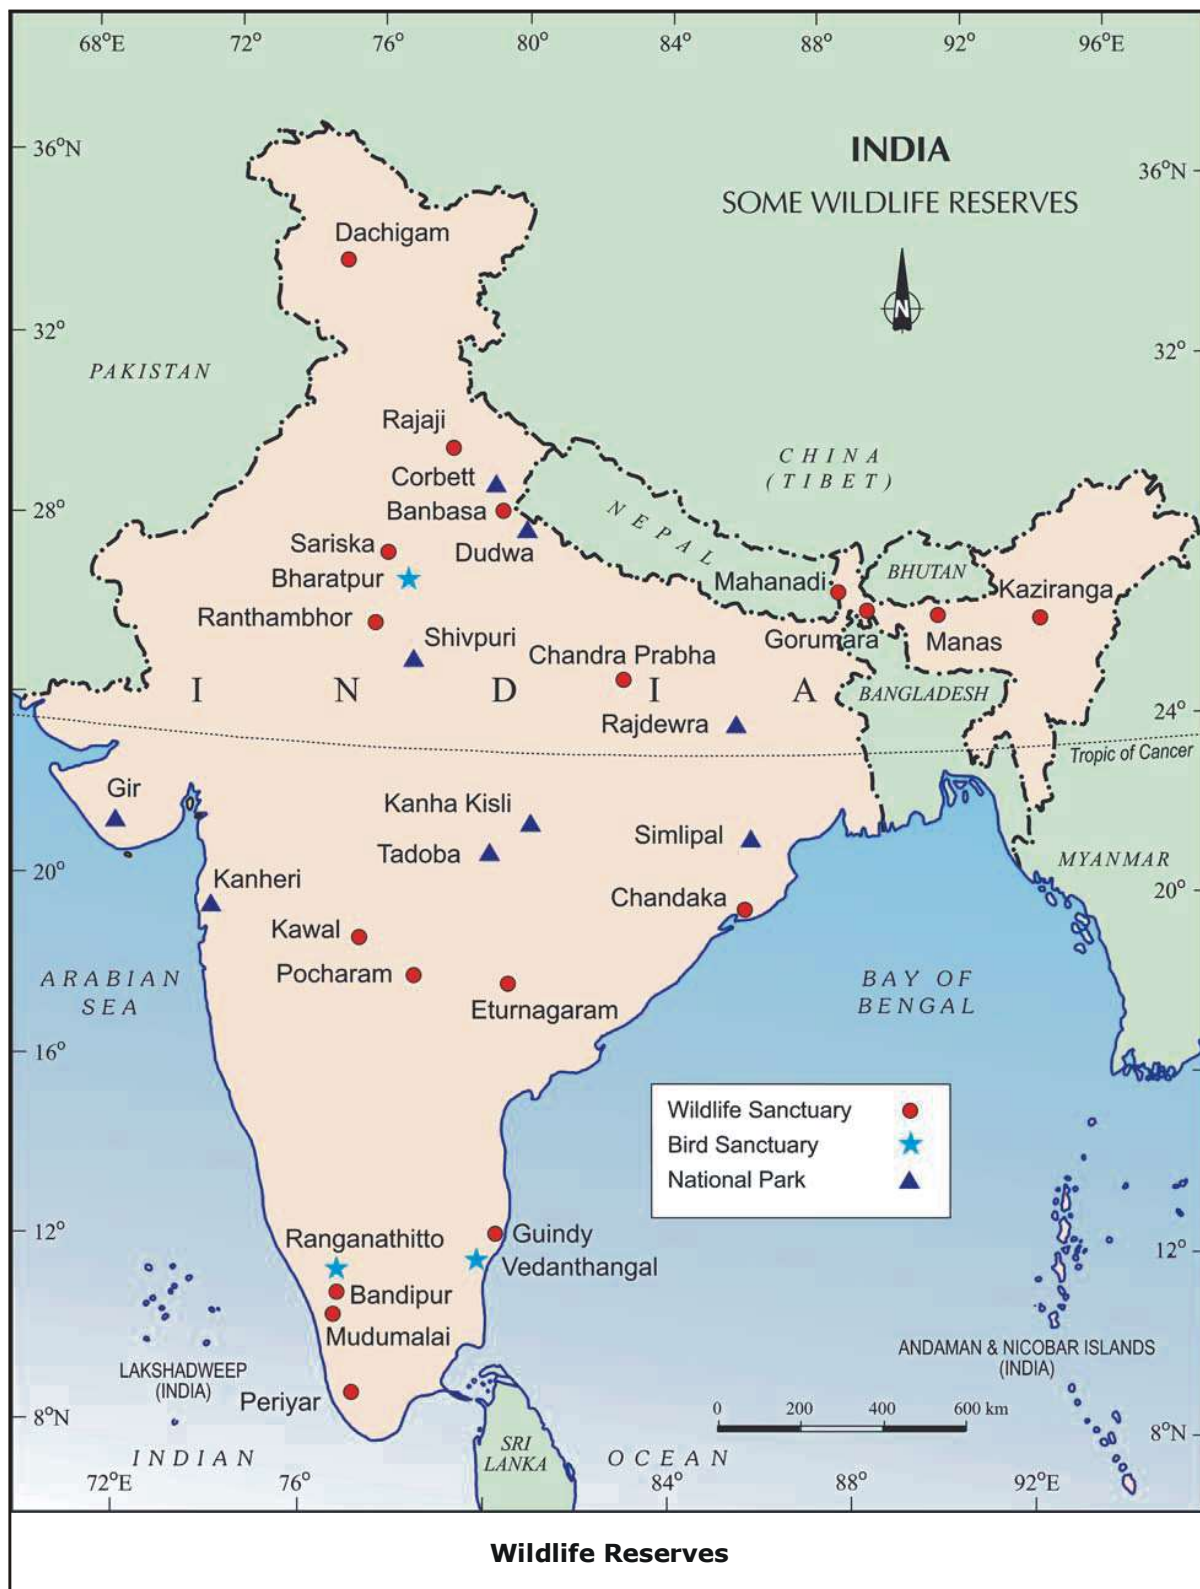 68°E 72° 76° 80° 84° 88° 92° 96°E
36°N
INDIA
36°N
SOME WILDLIFE RESERVES
Dachigam
N
32°
32°
PAKISTAN
Rajaji
CHINA
(TIBET)
Corbett
Banbasa
28°
NEPAL
Sariska
Dudwa
Bharatpur
Mahanadi
BHUTAN
Kaziranga
Ranthambhor
Shivpuri
Gorumara
Manas
Chandra Prabha
I N D I A
BANGLADESH
24°
Rajdewra
Tropic of Cancer
Gir
Kanha Kisli
Simlipal
Tadoba
MYANMAR
20°
Kanheri
20°
Chandaka
Kawal
Pocharam
ARABIAN
SEA
BAY OF
BENGAL
Eturnagaram
16°
Wildlife Sanctuary
Bird Sanctuary
National Park
12°
Ranganathitto
Guindy
12°
Vedanthangal
Bandipur
Mudumalai
ANDAMAN & NICOBAR ISLANDS
(INDIA)
LAKSHADWEEP
(INDIA)
Periyar
0 200 400 600 km
8°N
8°N
SRI
LANKA
INDIAN OCEAN
72°E 76° 84° 88° 92°E
Wildlife Reserves